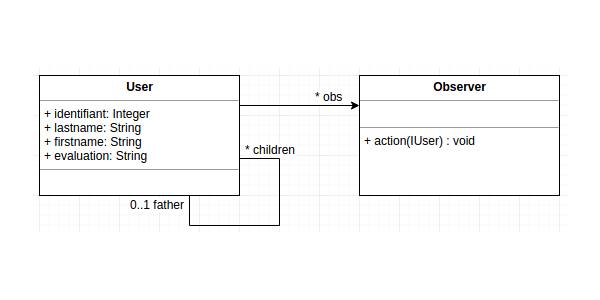 User
+ identifiant: Integer
+ lastname: String
+ firstname: String
+ evaluation: String
* obs
Observer
+ action(IUser) : void
* children
0..1 father